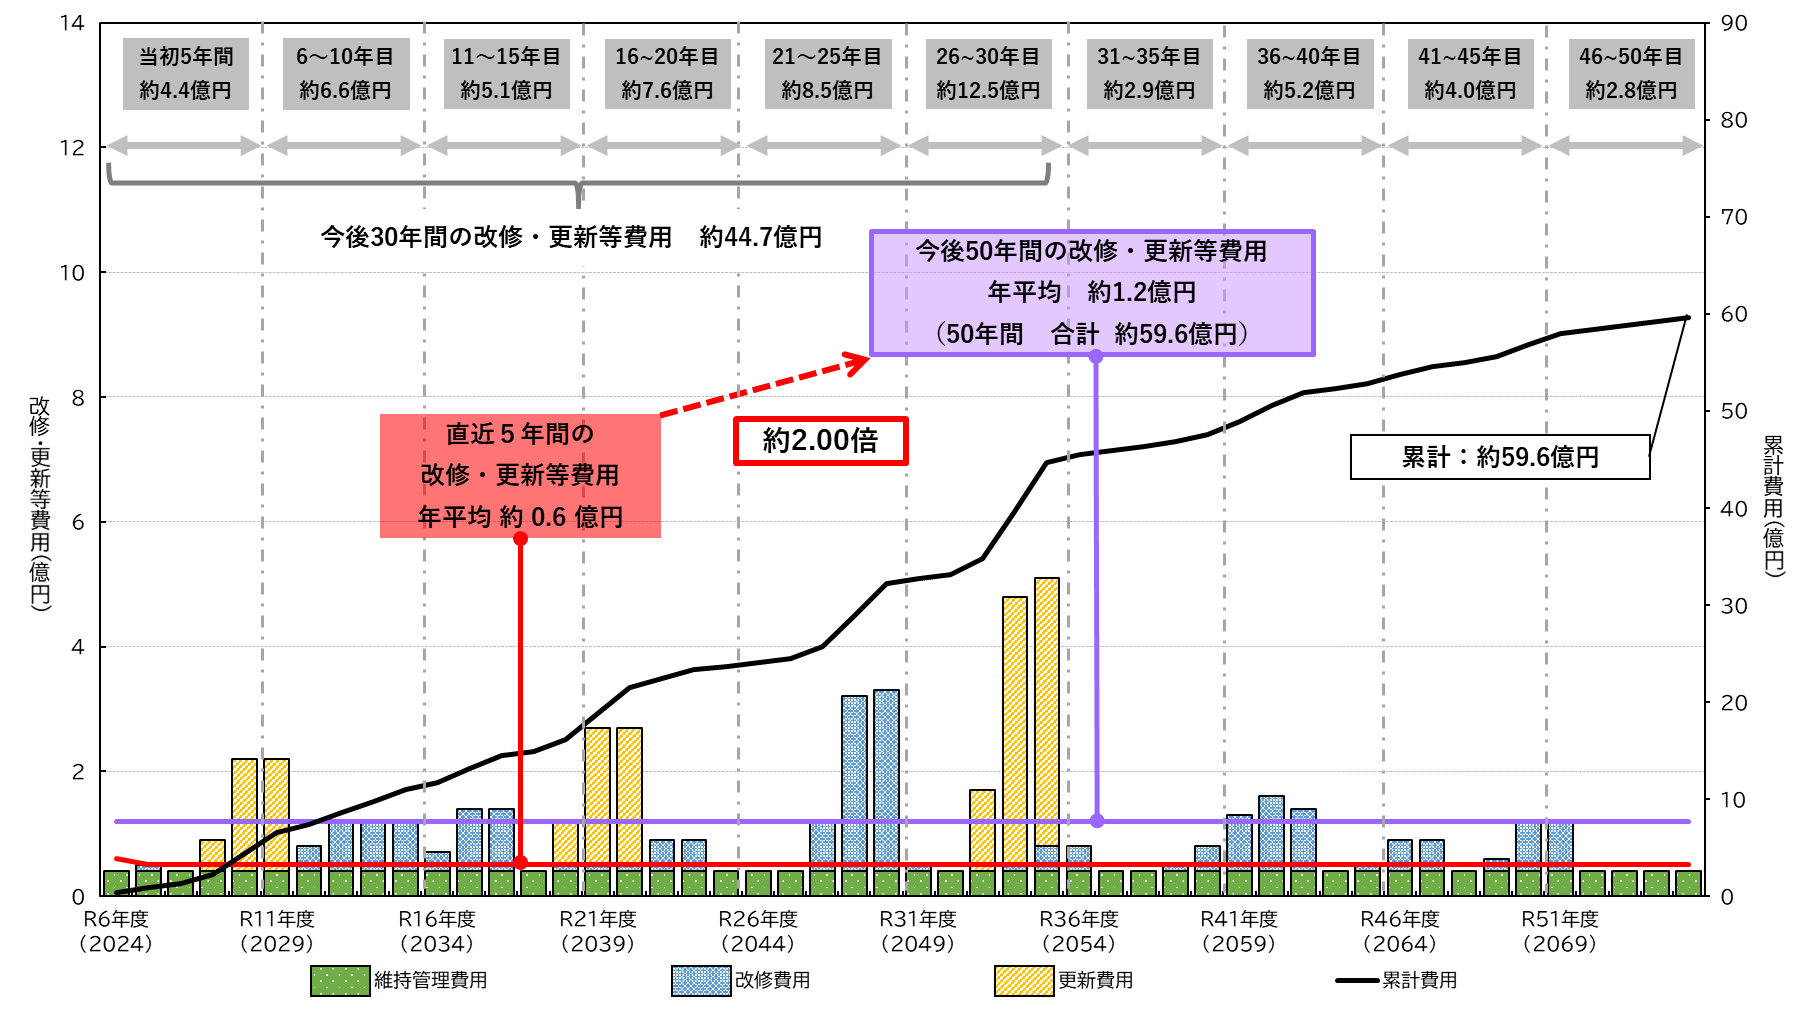 14
12
10
8
6
4
2
0
改修・更新等費用(億円)
90
80
70
60
50
40
30
20
10
0
累計費用(億円)
当初5年間
約4.4億円
6～10年目
約6.6億円
11～15年目
約5.1億円
16~20年目
約7.6億円
21～25年目
約8.5億円
26~30年目
約12.5億円
31~35年目
約2.9億円
36~40年目
約5.2億円
41~45年目
約4.0億円
46~50年目
約2.8億円
今後30年間の改修・更新等費用　約44.7億円
今後50年間の改修・更新等費用
年平均　約1.2億円
（50年間　合計 約59.6億円）
直近５年間の
改修・更新等費用
年平均 約 0.6 億円
約2.00倍
累計：約59.6億円
R6年度
(2024)
R11年度
(2029)
R16年度
(2034)
R21年度
(2039)
R26年度
(2044)
R31年度
(2049)
R36年度
(2054)
R41年度
(2059)
R46年度
(2064)
R51年度
(2069)
維持管理費用
改修費用
更新費用
累計費用